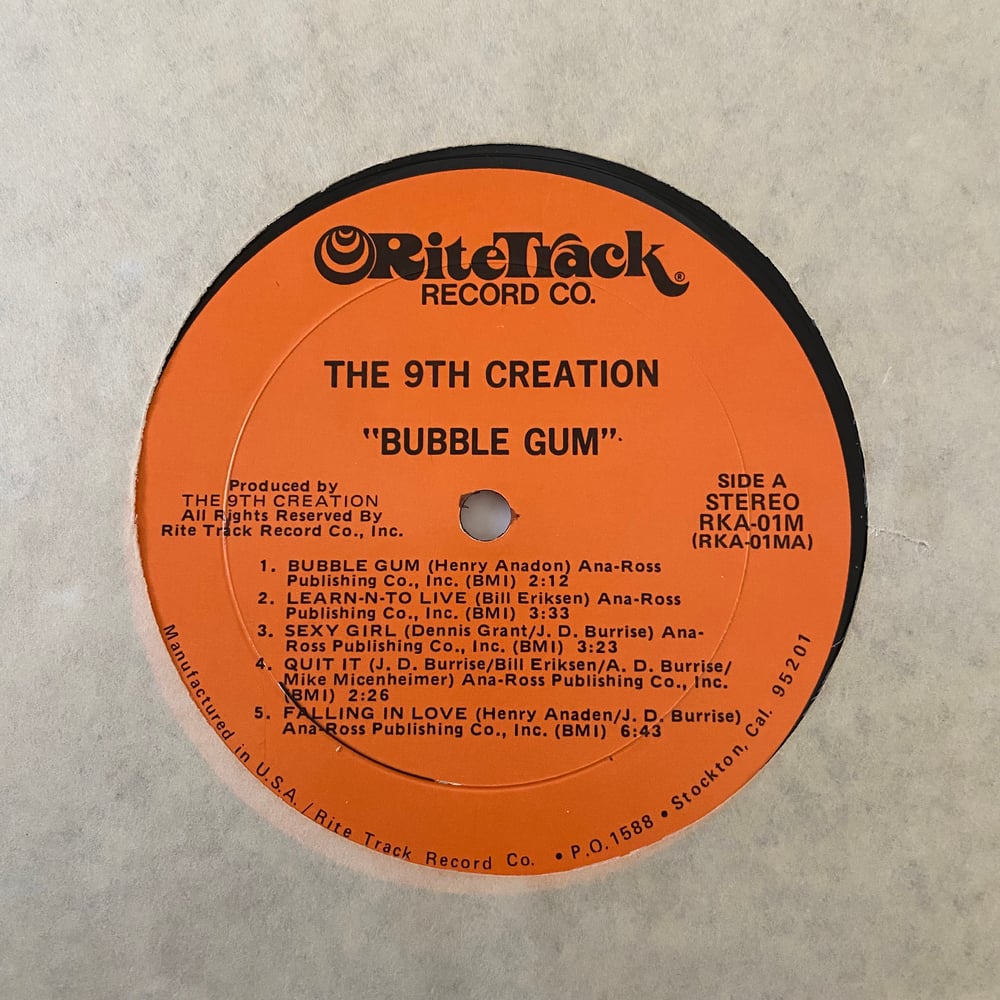 RiteTrack®
RECORD CO.
THE 9TH CREATION
"BUBBLE GUM"
Produced by
THE 9TH CREATION
All Rights Reserved By
Rite Track Record Co., Inc.
SIDE A
STEREO
RKA-01M
(RKA-01MA)
1. BUBBLE GUM (Henry Anadon) Ana-Ross
Publishing Co., Inc. (BMI) 2:12
2. LEARN-N-TO LIVE (Bill Eriksen) Ana-Ross
Publishing Co., Inc. (BMI) 3:33
3. SEXY GIRL (Dennis Grant/J. D. Burrise) Ana-
Ross Publishing Co., Inc. (BMI) 3:23
4. QUIT IT (J. D. Burrise/Bill Eriksen/A. D. Burrise/
Mike Micenheimer) Ana-Ross Publishing Co., Inc.
(BMI) 2:26
5. FALLING IN LOVE (Henry Anaden/J. D. Burrise)
Ana-Ross Publishing Co., Inc. (BMI) 6:43
Manufactured in U.S.A. / Rite Track Record Co. • P.O. 1588 • Stockton, Cal. 95201